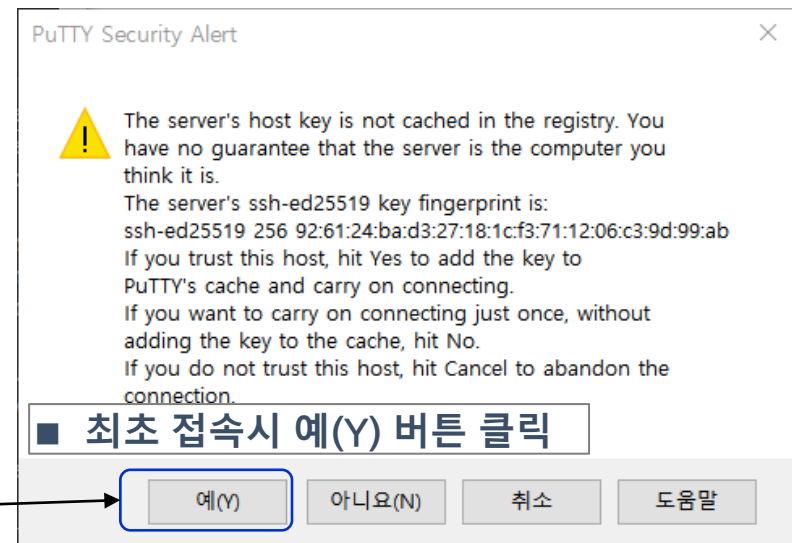 PuTTY Security Alert
The server's host key is not cached in the registry. You
have no guarantee that the server is the computer you
think it is.
The server's ssh-ed25519 key fingerprint is:
ssh-ed25519 256 92:61:24:ba:d3:27:18:1c:f3:71:12:06:c3:9d:99:ab
If you trust this host, hit Yes to add the key to
PuTTY's cache and carry on connecting.
If you want to carry on connecting just once, without
adding the key to the cache, hit No.
If you do not trust this host, hit Cancel to abandon the
connection.
■ 최초 접속시 예(Y) 버튼 클릭
예(Y) 아니요(N) 취소 도움말